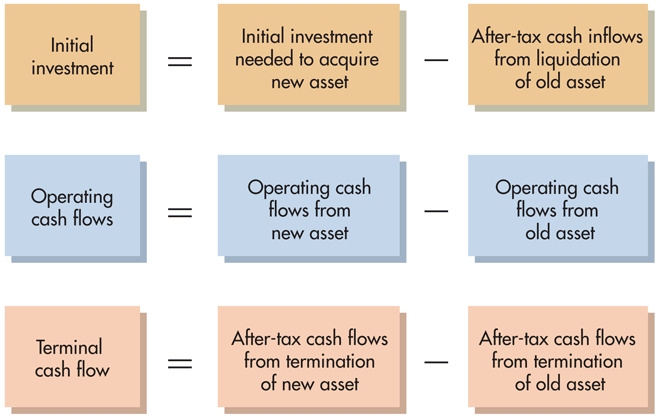 Initial
investment
=
Initial investment
needed to acquire
new asset
−
After-tax cash inflows
from liquidation
of old asset
Operating
cash flows
=
Operating cash
flows from
new asset
−
Operating cash
flows from
old asset
Terminal
cash flow
=
After-tax cash flows
from termination
of new asset
−
After-tax cash flows
from termination
of old asset